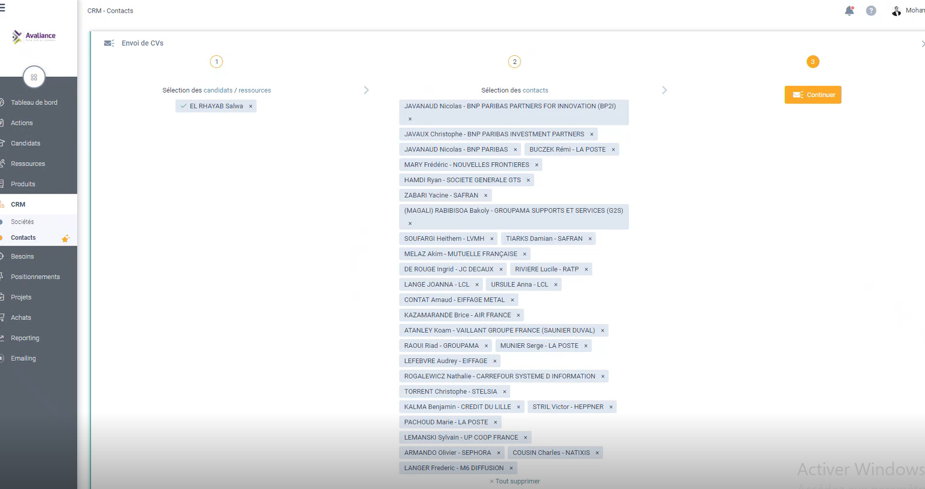 CRM - Contacts
?
Moham
Avaliance
Envoi de CVs
1
2
3
Sélection des candidats / ressources
Sélection des contacts
Continuer
EL RHAYAB Salwa ×
JAVANAUD Nicolas - BNP PARIBAS PARTNERS FOR INNOVATION (BP2I)
×
JAVAUX Christophe - BNP PARIBAS INVESTMENT PARTNERS ×
JAVANAUD Nicolas - BNP PARIBAS × BUCZEK Rémi - LA POSTE ×
MARY Frédéric - NOUVELLES FRONTIERES ×
HAMDI Ryan - SOCIETE GENERALE GTS ×
ZABARI Yacine - SAFRAN ×
(MAGALI) RABIBISOA Bakoly - GROUPAMA SUPPORTS ET SERVICES (G2S)
×
SOUFARGI Heithem - LVMH × TIARKS Damian - SAFRAN ×
MELAZ Akim - MUTUELLE FRANÇAISE ×
DE ROUGE Ingrid - JC DECAUX × RIVIERE Lucile - RATP ×
LANGE JOANNA - LCL × URSULE Anna - LCL ×
CONTAT Arnaud - EIFFAGE METAL ×
KAZAMARANDE Brice - AIR FRANCE ×
ATANLEY Koam - VAILLANT GROUPE FRANCE (SAUNIER DUVAL) ×
RAOUI Riad - GROUPAMA × MUNIER Serge - LA POSTE ×
LEFEBVRE Audrey - EIFFAGE ×
ROGALEWICZ Nathalie - CARREFOUR SYSTEME D INFORMATION ×
TORRENT Christophe - STELSIA ×
KALMA Benjamin - CREDIT DU LILLE × STRIL Victor - HEPPNER ×
PACHOUD Marie - LA POSTE ×
LEMANSKI Sylvain - UP COOP FRANCE ×
ARMANDO Olivier - SEPHORA × COUSIN Charles - NATIXIS ×
LANGER Frederic - M6 DIFFUSION ×
× Tout supprimer
Tableau de bord
Actions
Candidats
Ressources
Produits
CRM
Sociétés
Contacts
Besoins
Positionnements
Projets
Achats
Reporting
Emailing
Activer Windows